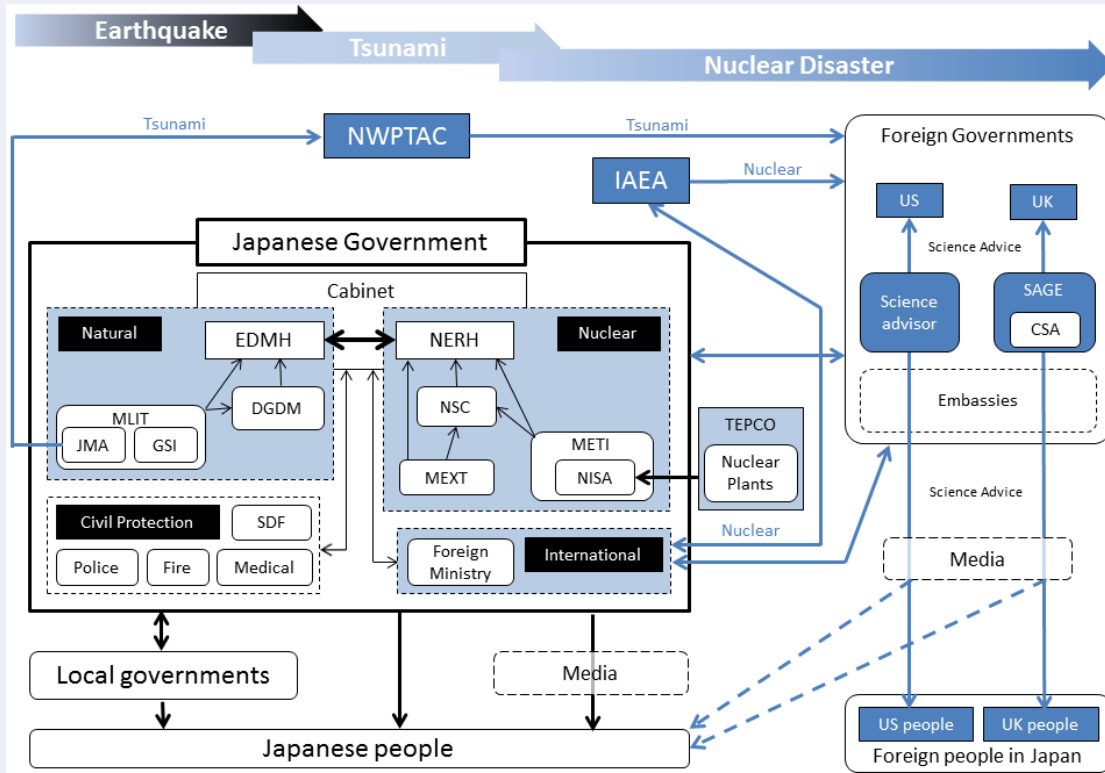 Earthquake
Tsunami
Nuclear Disaster
Tsunami
NWPTAC
Tsunami
IAEA
Nuclear
Foreign Governments
US
UK
Science Advice
Science
advisor
SAGE
CSA
Embassies
Japanese Government
Cabinet
Natural
EDMH
NERH
Nuclear
DGDM
NSC
MLIT
JMA
GSI
MEXT
METI
NISA
TEPCO
Nuclear
Plants
Civil Protection
SDF
Police
Fire
Medical
Foreign
Ministry
International
Nuclear
Science Advice
Media
Local governments
Media
Japanese people
US people
UK people
Foreign people in Japan